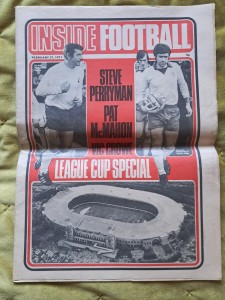 INSIDE FOOTBALL
STEVE
PERRYMAN
PAT
McMAHON
LEAGUE CUP SPECIAL